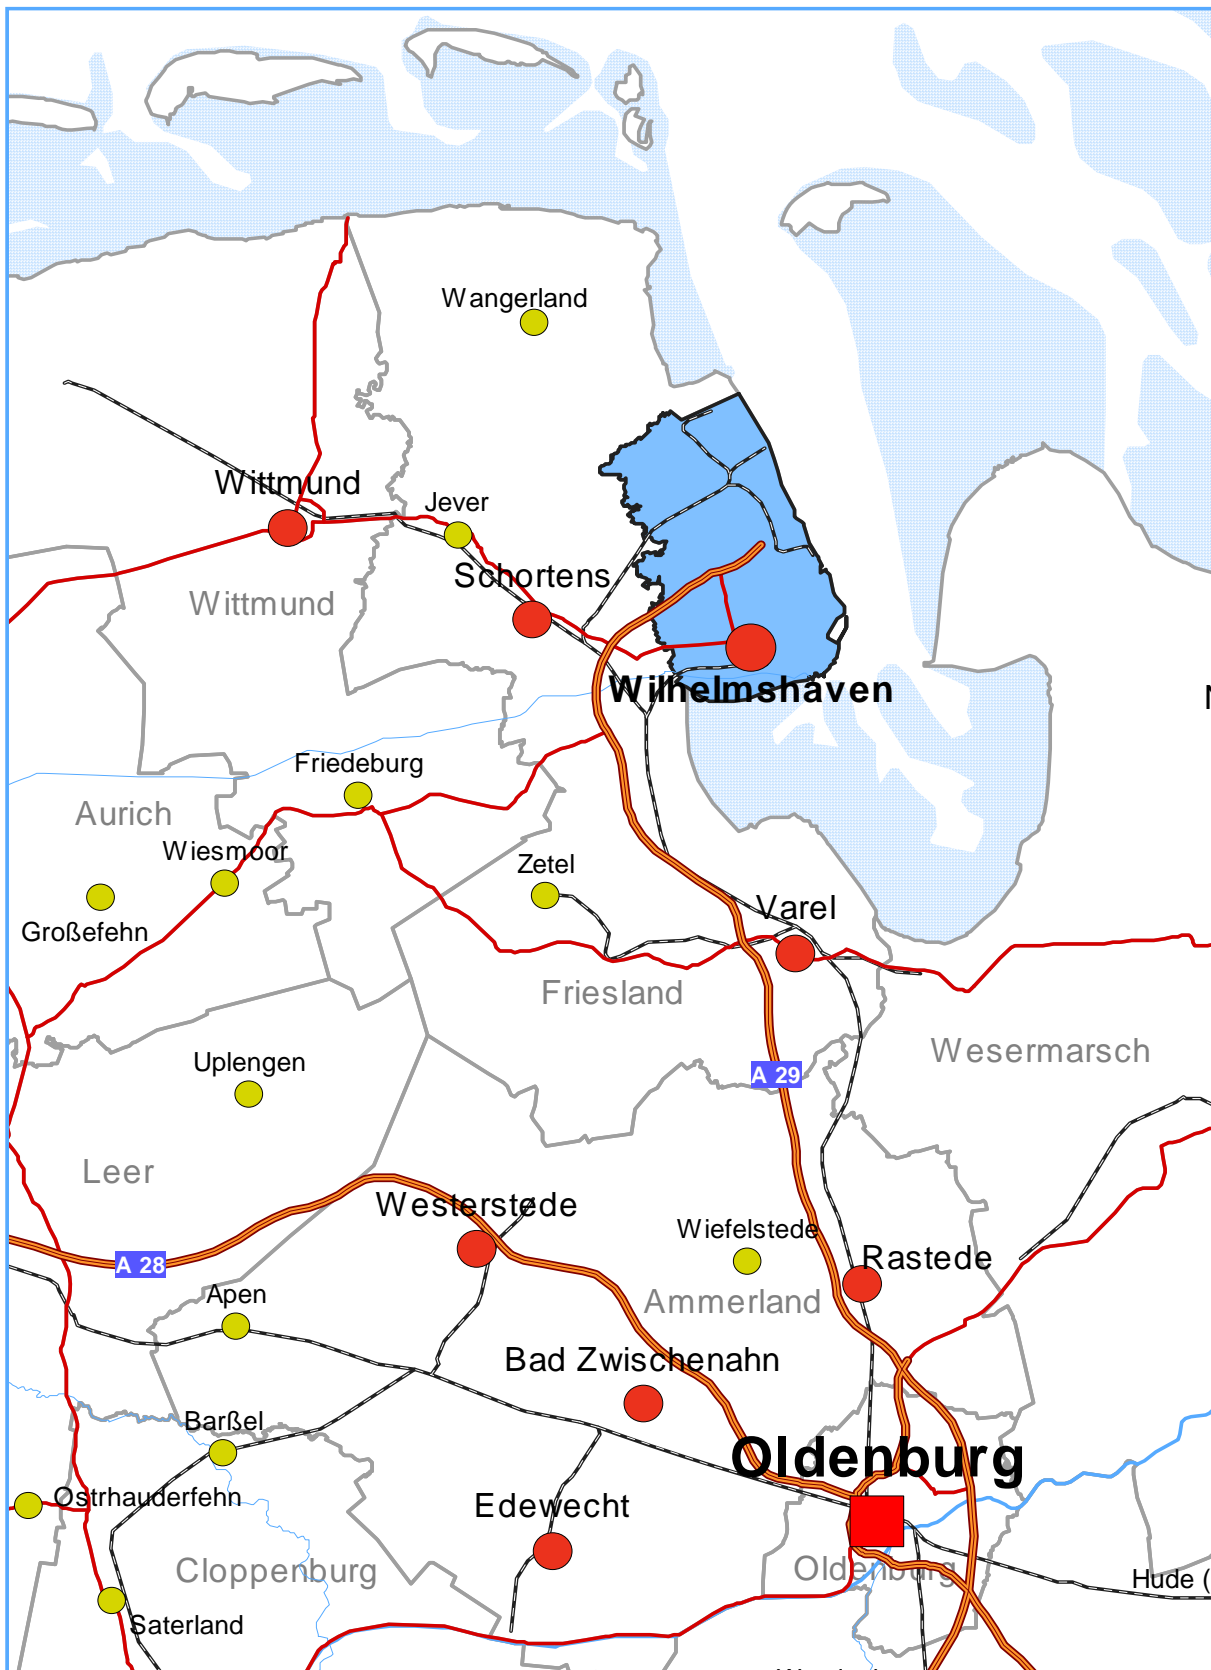 Wangerland
Wittmund
Jever
Schortens
Wittmund
Wilhelmshaven
Friedeburg
Aurich
Wiesmoor
Zetel
Varel
Großefehn
Friesland
Wesermarsch
Uplengen
A 29
Leer
Westerstede
Wiefelstede
Rastede
A 28
Apen
Ammerland
Bad Zwischenahn
Barßel
Oldenburg
Ostrhauderfehn
Edewecht
Cloppenburg
Oldenburg
Hude (
Saterland